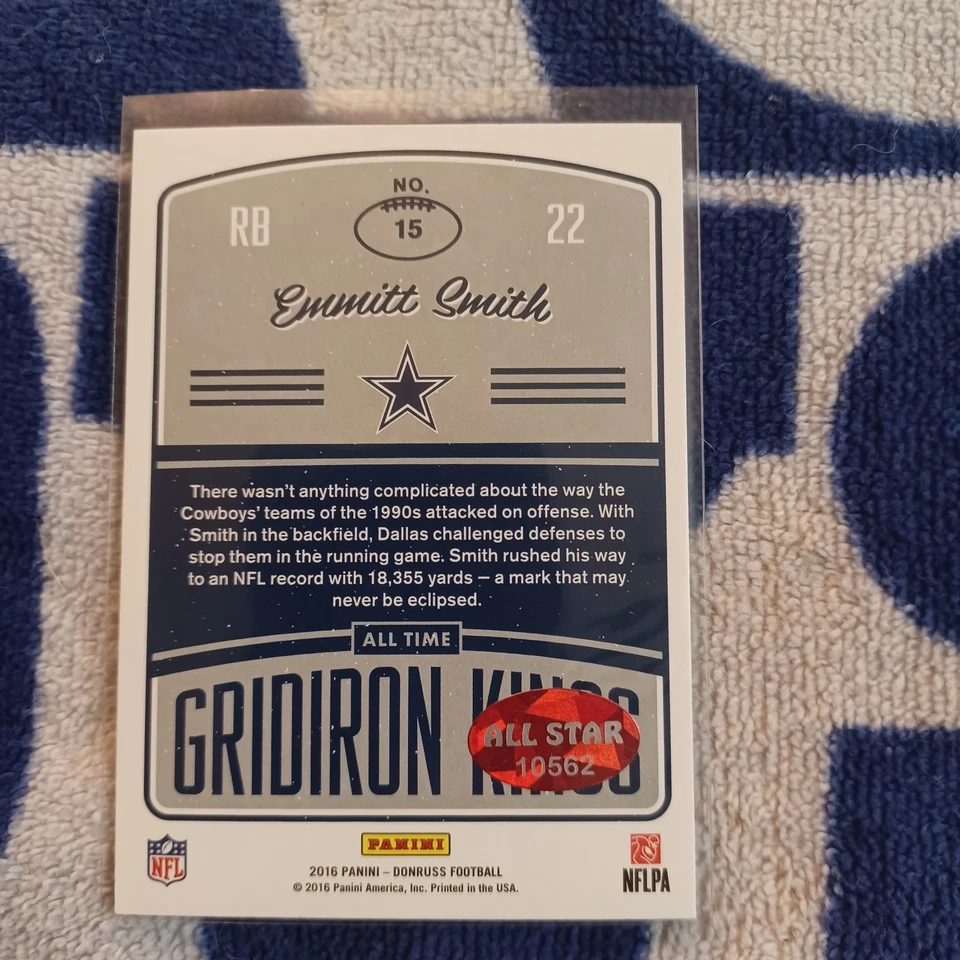 NO.
RB 15 22
Emmitt Smith
There wasn't anything complicated about the way the
Cowboys' teams of the 1990s attacked on offense. With
Smith in the backfield, Dallas challenged defenses to
stop them in the running game. Smith rushed his way
to an NFL record with 18,355 yards — a mark that may
never be eclipsed.
ALL TIME
GRIDIRON KINGS
ALL STAR
10562
NFL
PANINI
NFLPA
2016 PANINI – DONRUSS FOOTBALL
© 2016 Panini America, Inc. Printed in the USA.